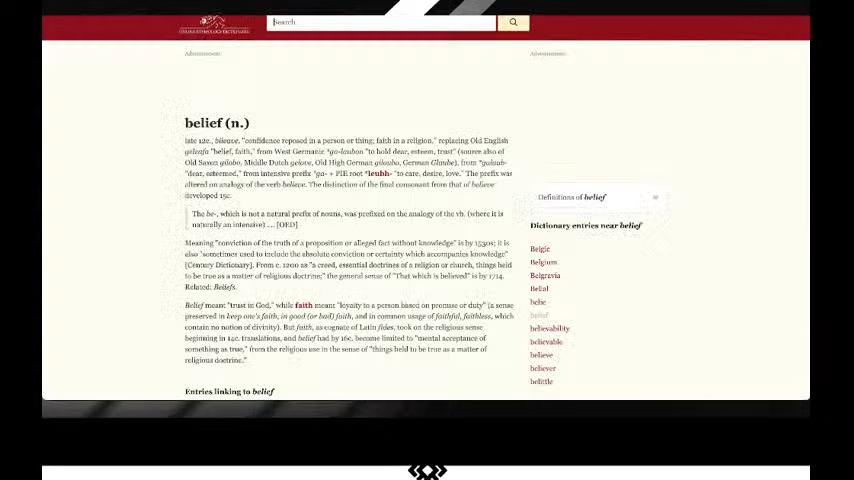 ONLINE ETYMOLOGY DICTIONARY
Search
Advertisement
Advertisement
belief (n.)
late 12c., bileave, "confidence reposed in a person or thing; faith in a religion," replacing Old English
geleafa "belief, faith," from West Germanic *ga-laubon "to hold dear, esteem, trust" (source also of
Old Saxon gilobo, Middle Dutch gelove, Old High German giloubo, German Glaube), from *galaub-
"dear, esteemed," from intensive prefix *ga- + PIE root *leubh- "to care, desire, love." The prefix was
altered on analogy of the verb believe. The distinction of the final consonant from that of believe
developed 15c.
The be-, which is not a natural prefix of nouns, was prefixed on the analogy of the vb. (where it is
naturally an intensive) ... [OED]
Meaning "conviction of the truth of a proposition or alleged fact without knowledge" is by 1530s; it is
also "sometimes used to include the absolute conviction or certainty which accompanies knowledge"
[Century Dictionary]. From c. 1200 as "a creed, essential doctrines of a religion or church, things held
to be true as a matter of religious doctrine;" the general sense of "That which is believed" is by 1714.
Related: Beliefs.
Belief meant "trust in God," while faith meant "loyalty to a person based on promise or duty" (a sense
preserved in keep one's faith, in good (or bad) faith, and in common usage of faithful, faithless, which
contain no notion of divinity). But faith, as cognate of Latin fides, took on the religious sense
beginning in 14c. translations, and belief had by 16c. become limited to "mental acceptance of
something as true," from the religious use in the sense of "things held to be true as a matter of
religious doctrine."
Entries linking to belief
Definitions of belief
Dictionary entries near belief
Belgic
Belgium
Belgravia
Belial
belie
belief
believability
believable
believe
believer
belittle